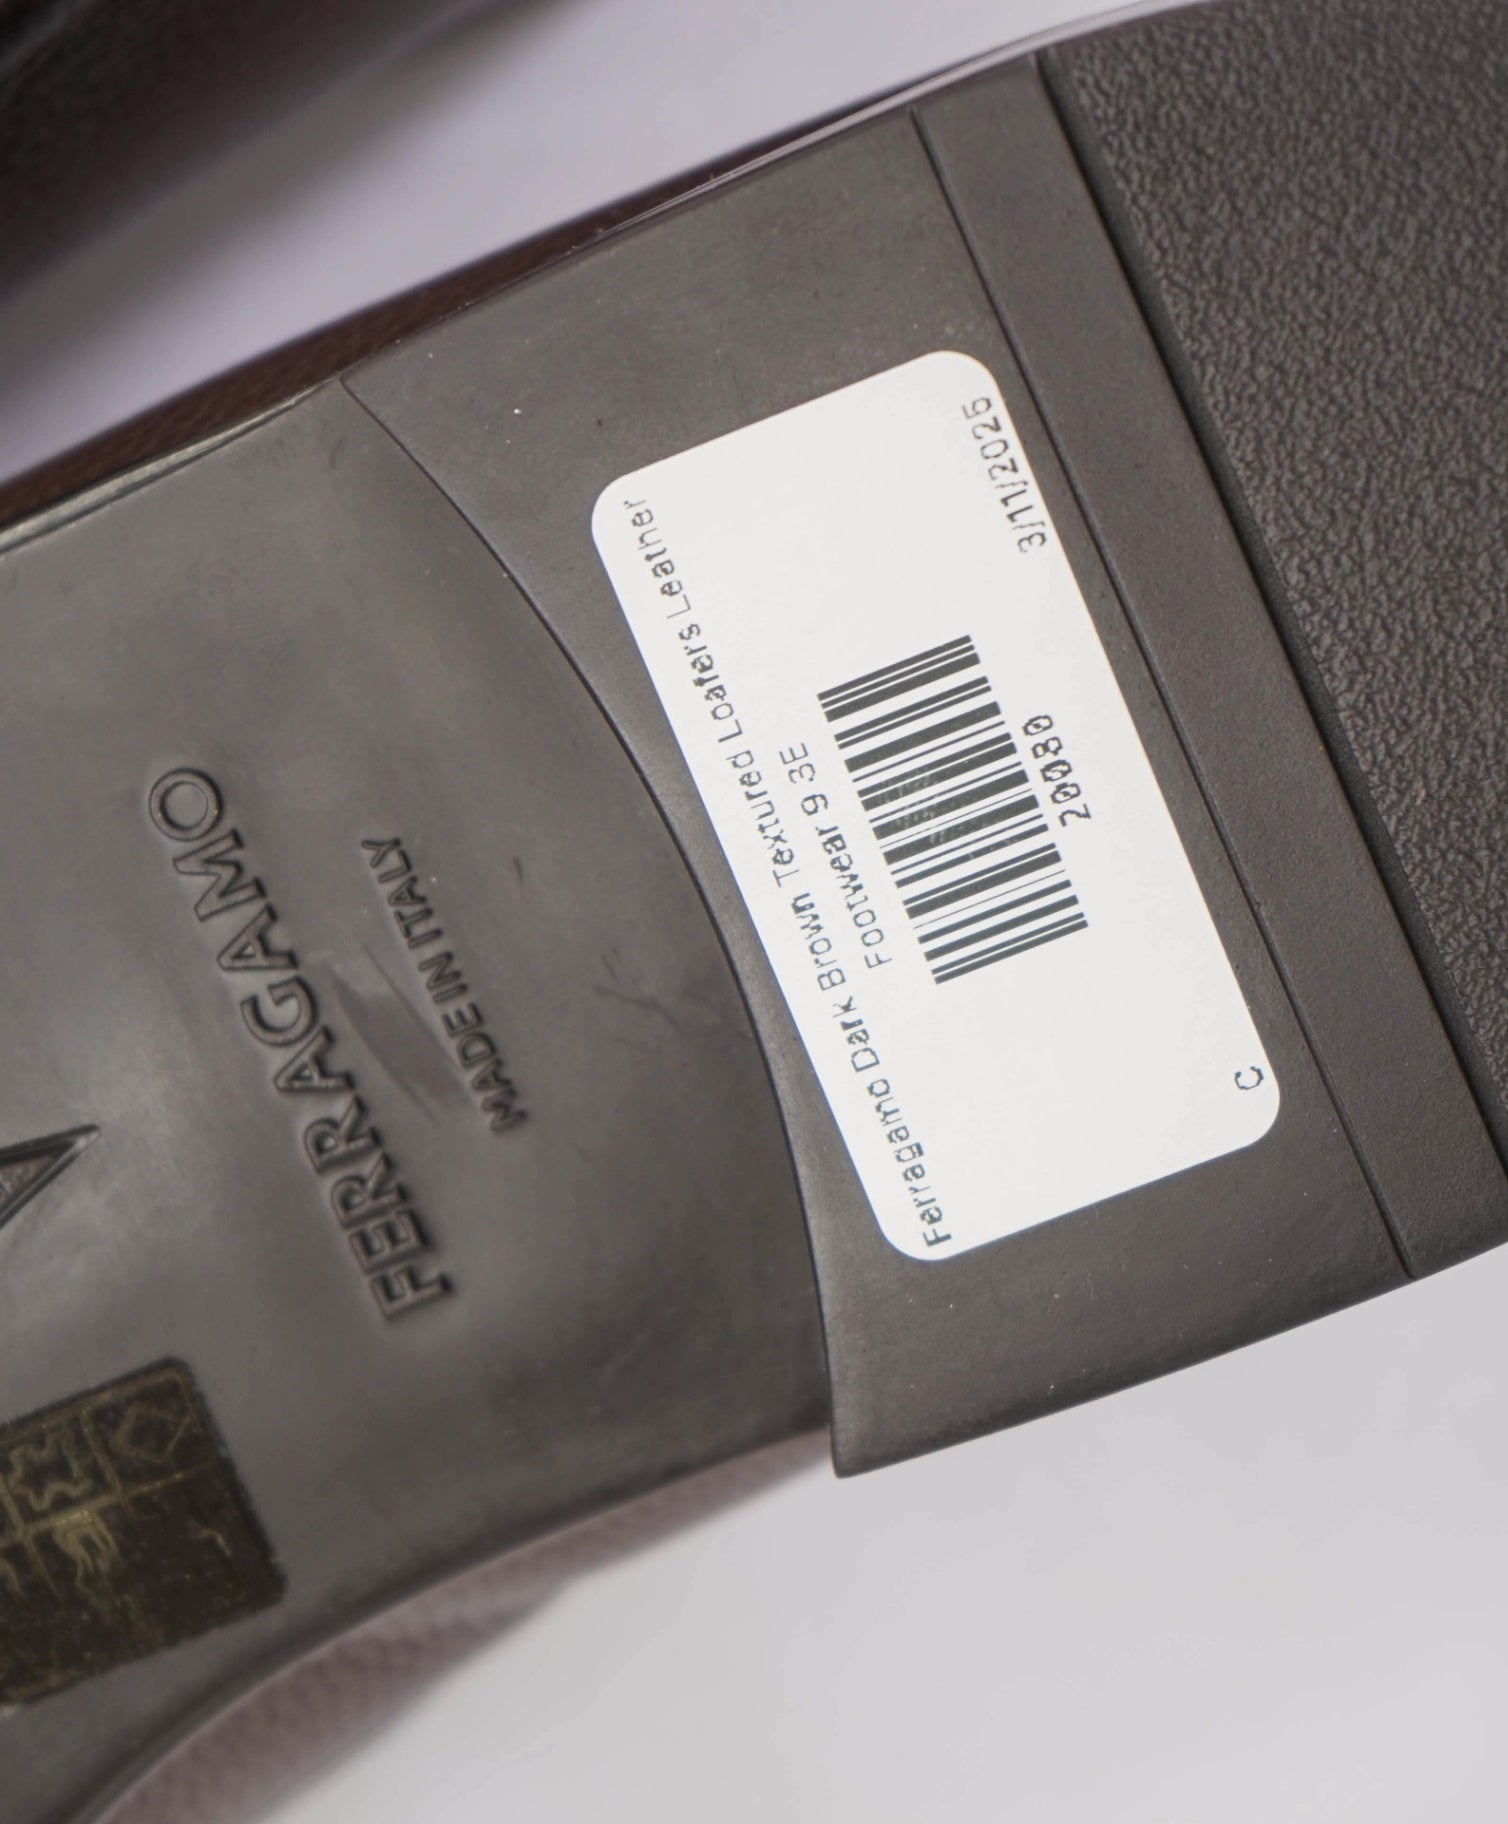 FERRAGAMO
MADE IN ITALY
Ferragamo Dark Brown Textured Loafers Leather
Footwear 9 3E
20080
C 3/11/2025